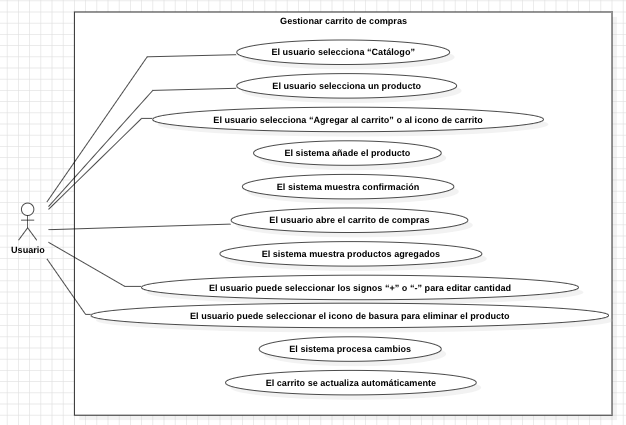 Gestionar carrito de compras
El usuario selecciona “Catálogo”
El usuario selecciona un producto
El usuario selecciona “Agregar al carrito” o al icono de carrito
El sistema añade el producto
El sistema muestra confirmación
El usuario abre el carrito de compras
Usuario
El sistema muestra productos agregados
El usuario puede seleccionar los signos “+” o “-” para editar cantidad
El usuario puede seleccionar el icono de basura para eliminar el producto
El sistema procesa cambios
El carrito se actualiza automáticamente